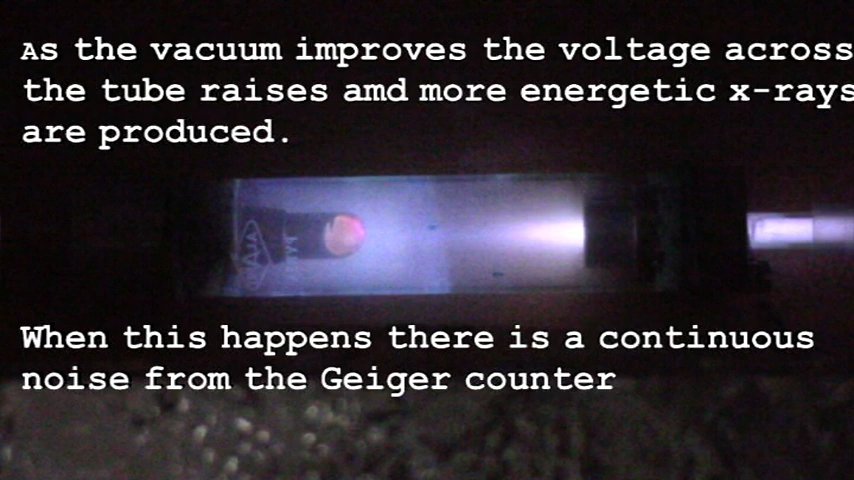 As the vacuum improves the voltage across
the tube raises amd more energetic x-rays
are produced.
When this happens there is a continuous
noise from the Geiger counter